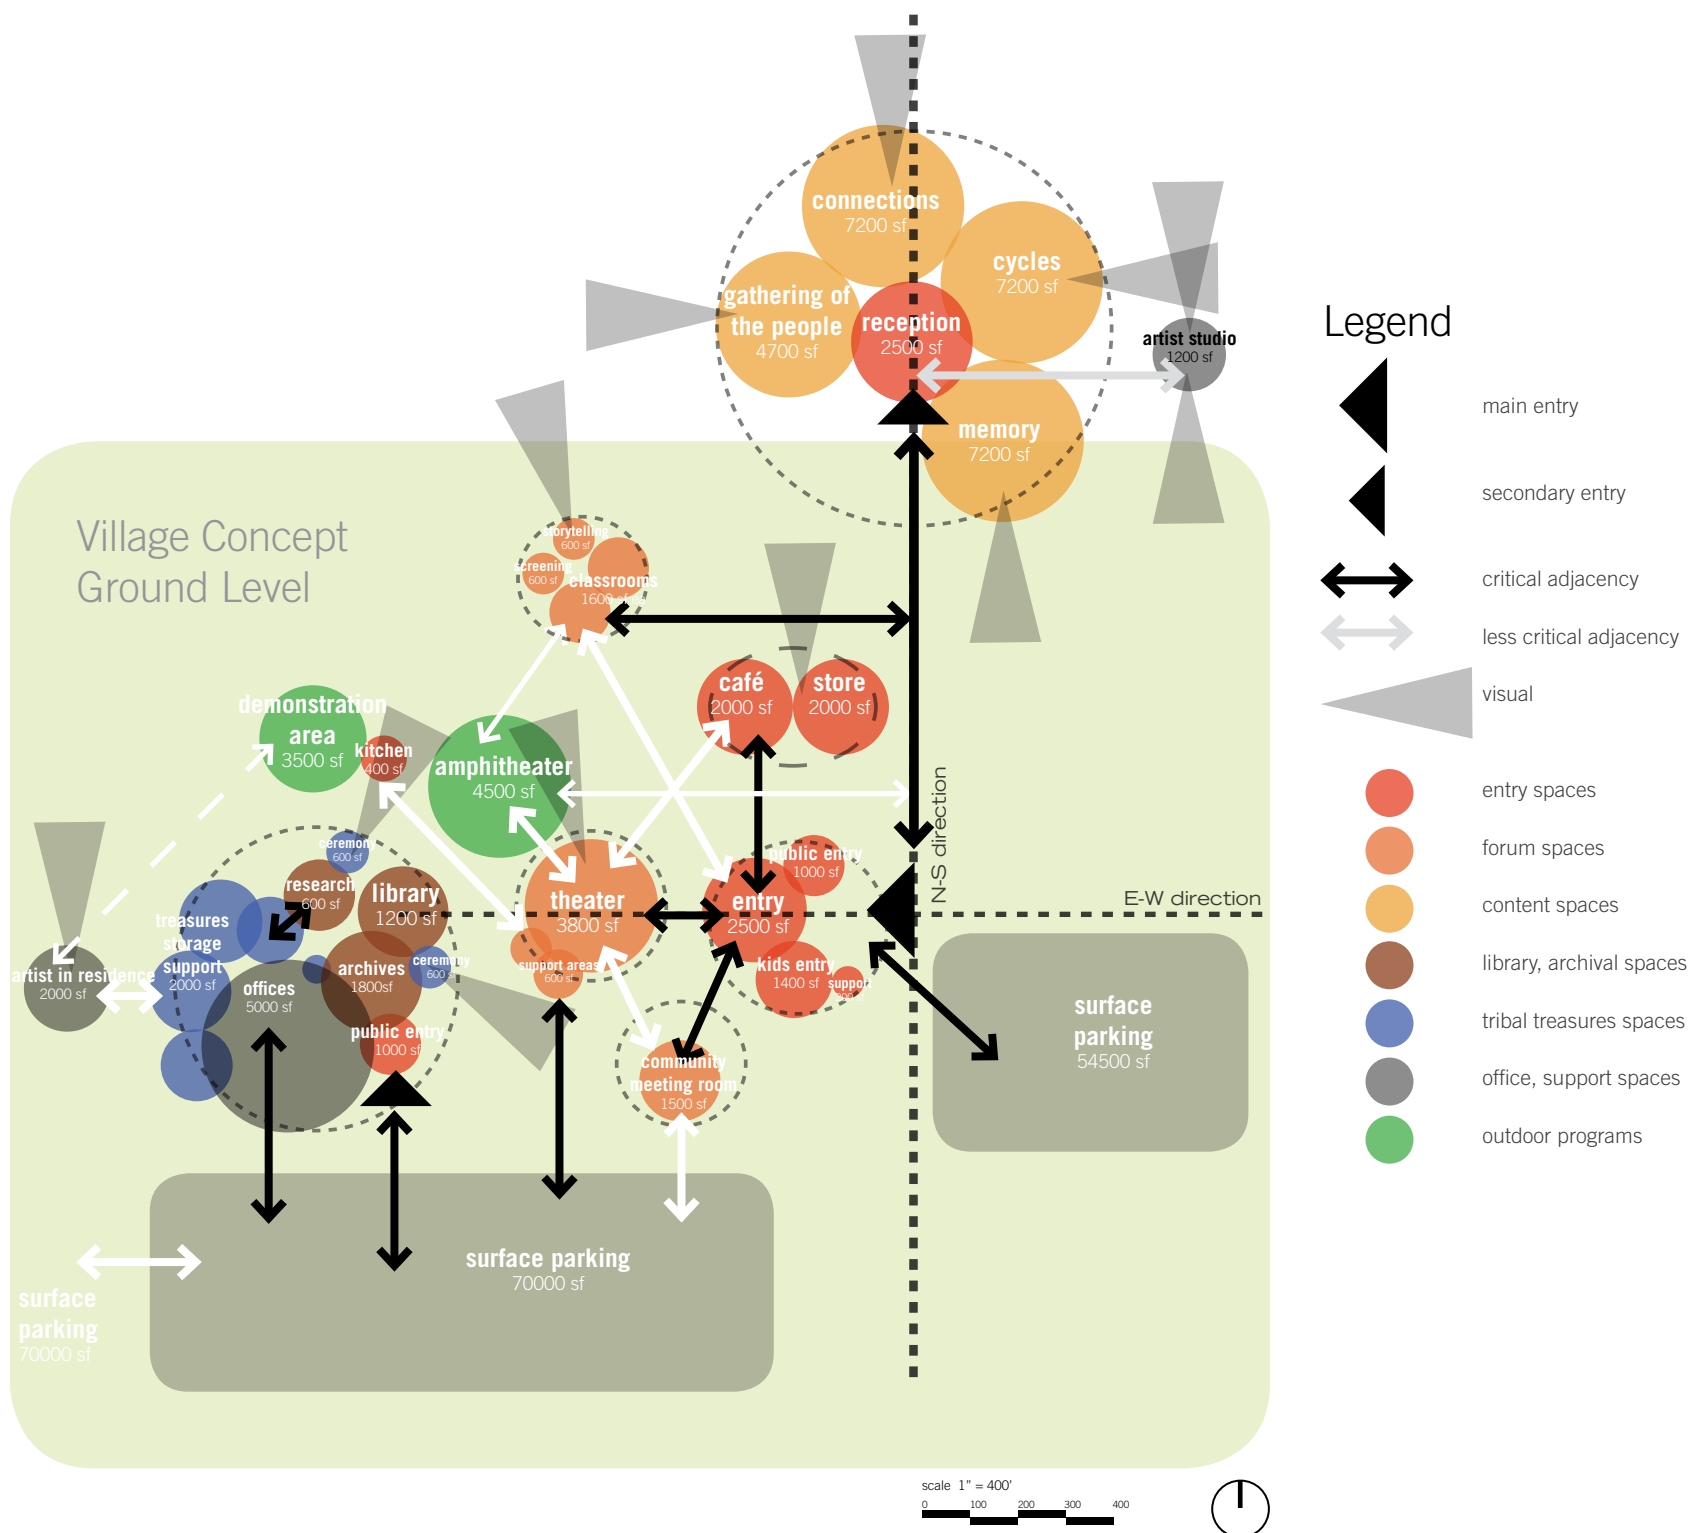 connections
7200 sf
cycles
7200 sf
gathering of
the people
4700 sf
reception
2500 sf
artist studio
1200 sf
memory
7200 sf
Village Concept
Ground Level
storytelling
600 sf
screening
600 sf
classrooms
1600 sf
demonstration
area
3500 sf
kitchen
400 sf
amphitheater
4500 sf
café
2000 sf
store
2000 sf
N-S direction
E-W direction
ceremony
600 sf
research
600 sf
library
1200 sf
treasures
storage
support
2000 sf
artist in residence
2000 sf
offices
5000 sf
archives
1800sf
ceremony
600 sf
public entry
1000 sf
theater
3800 sf
support areas
600 sf
public entry
1000 sf
entry
2500 sf
kids entry
1400 sf
support
community
meeting room
1500 sf
surface
parking
54500 sf
surface parking
70000 sf
surface
parking
70000 sf
Legend
main entry
secondary entry
critical adjacency
less critical adjacency
visual
entry spaces
forum spaces
content spaces
library, archival spaces
tribal treasures spaces
office, support spaces
outdoor programs
scale 1" = 400'
0 100 200 300 400